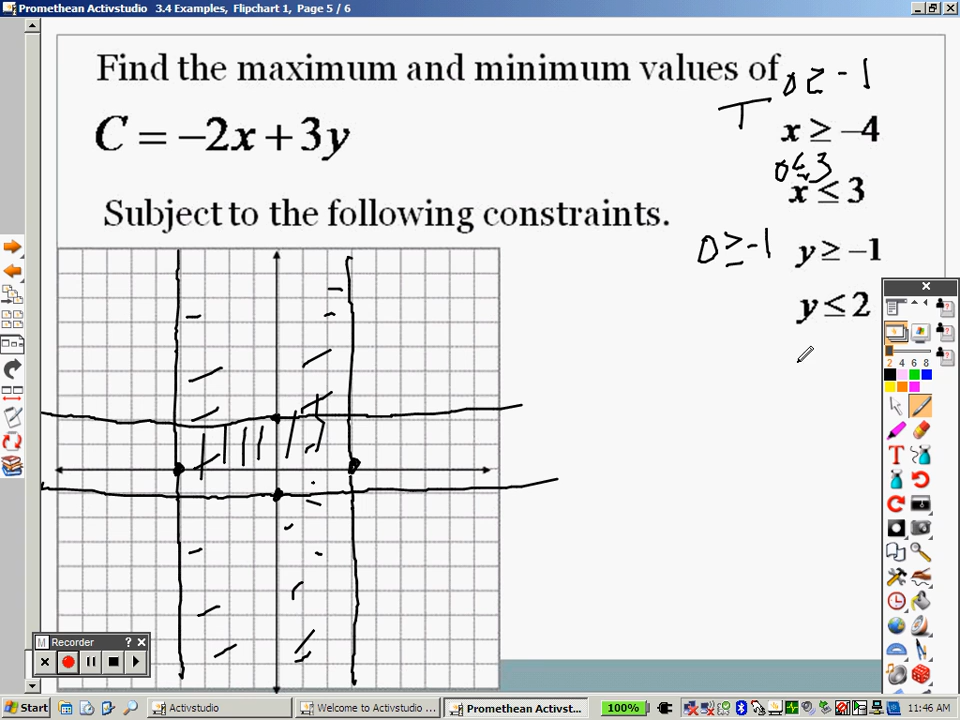 Promethean Activstudio 3.4 Examples, Flipchart 1, Page 5 / 6
Find the maximum and minimum values of
0 ≥ -1
C = −2x + 3y
T
x ≥ −4
0 ≤ 3
x ≤ 3
Subject to the following constraints.
0 ≥ -1
y ≥ −1
y ≤ 2
2 4 6 8
T
M Recorder ? ×
Start
Activstudio
Welcome to Activstudio ...
Promethean Activst...
100%
11:46 AM